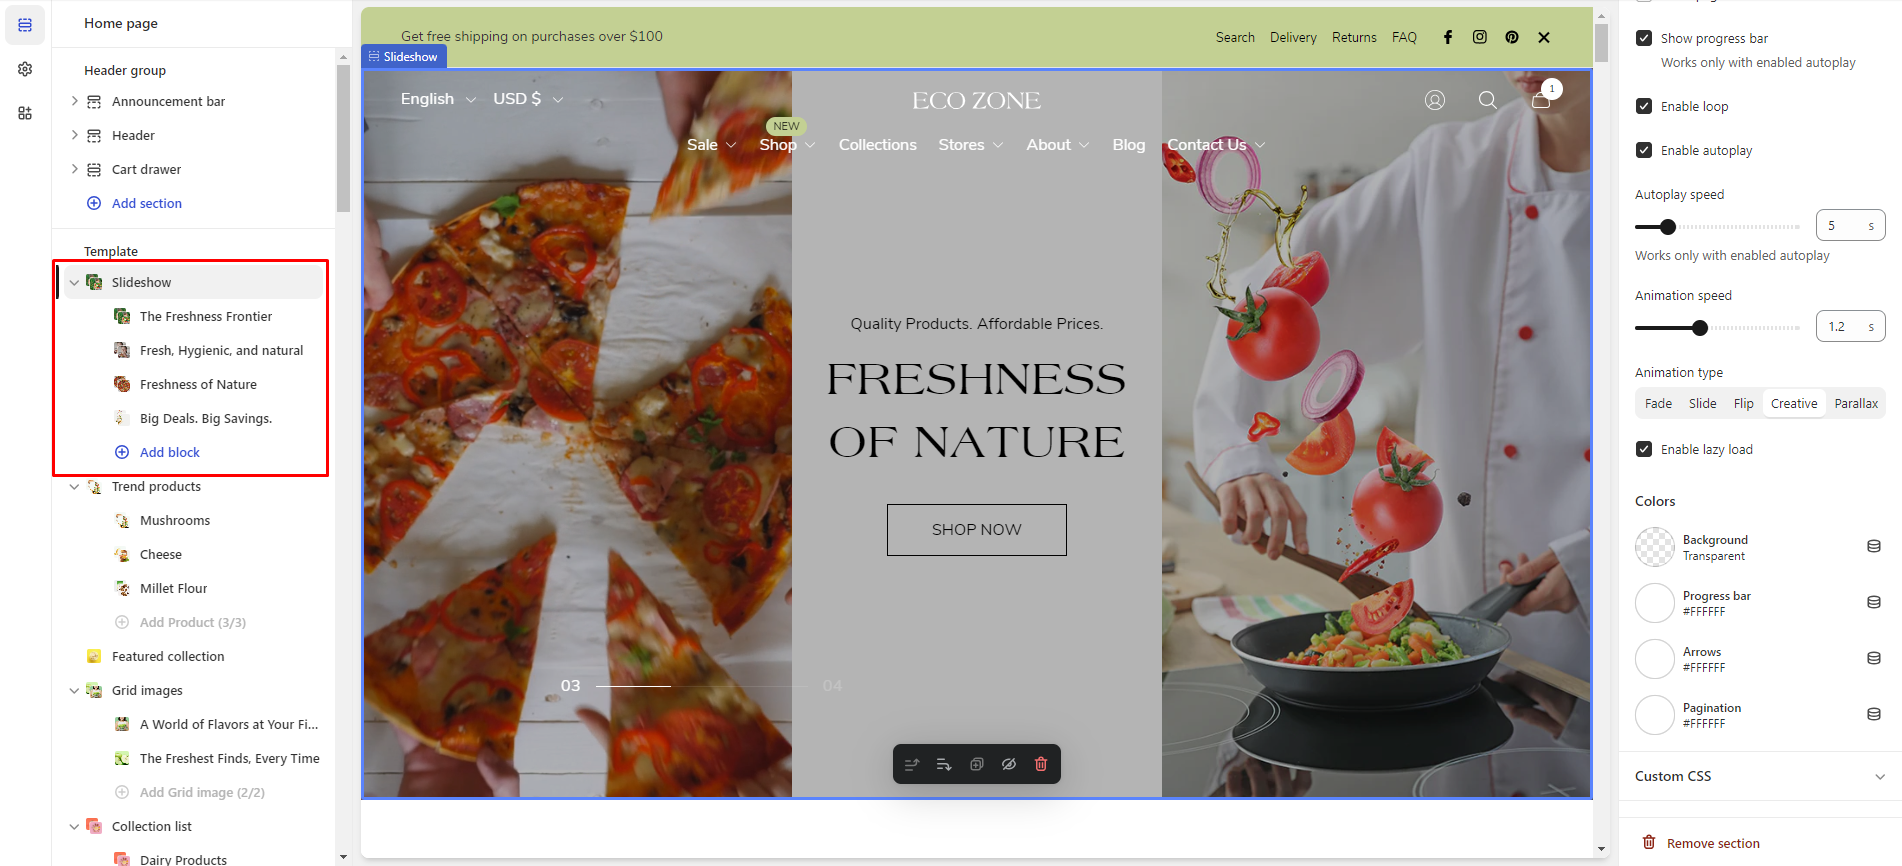 Home page
Header group
Announcement bar
Header
Cart drawer
Add section
Template
Slideshow
The Freshness Frontier
Fresh, Hygienic, and natural
Freshness of Nature
Big Deals. Big Savings.
Add block
Trend products
Mushrooms
Cheese
Millet Flour
Add Product (3/3)
Featured collection
Grid images
A World of Flavors at Your Fi...
The Freshest Finds, Every Time
Add Grid image (2/2)
Collection list
Dairy Products
Get free shipping on purchases over $100
Search Delivery Returns FAQ
Slideshow
English USD $
ECO ZONE
1
NEW
Sale Shop Collections Stores About Blog Contact Us
Quality Products. Affordable Prices.
FRESHNESS
OF NATURE
SHOP NOW
03 04
Show progress bar
Works only with enabled autoplay
Enable loop
Enable autoplay
Autoplay speed
5 s
Works only with enabled autoplay
Animation speed
1.2 s
Animation type
Fade Slide Flip Creative Parallax
Enable lazy load
Colors
Background
Transparent
Progress bar
#FFFFFF
Arrows
#FFFFFF
Pagination
#FFFFFF
Custom CSS
Remove section